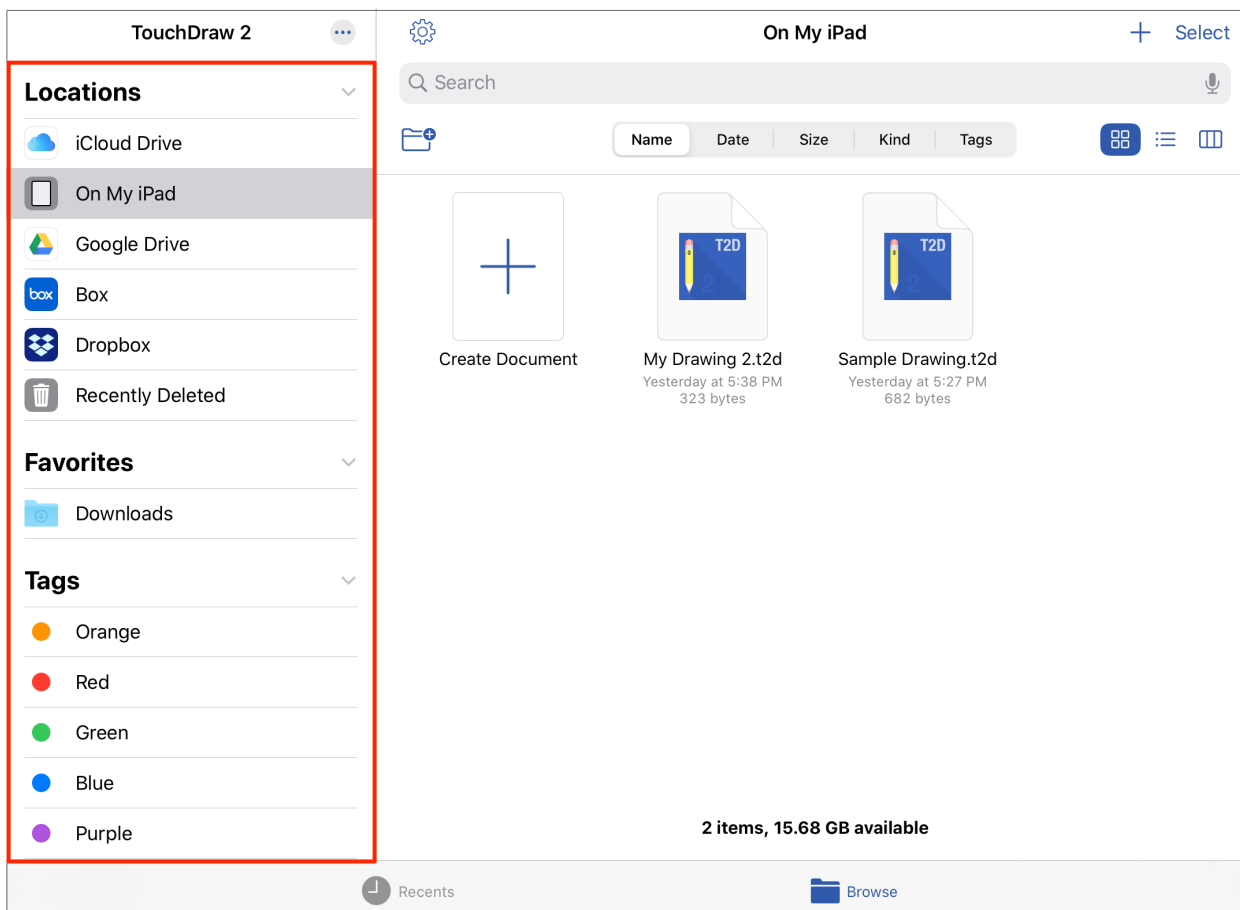 TouchDraw 2
Locations
iCloud Drive
On My iPad
Google Drive
box
Box
Dropbox
Recently Deleted
Favorites
Downloads
Tags
Orange
Red
Green
Blue
Purple
On My iPad
Select
Search
Name Date Size Kind Tags
T2D
2
T2D
2
Create Document
My Drawing 2.t2d
Yesterday at 5:38 PM
323 bytes
Sample Drawing.t2d
Yesterday at 5:27 PM
682 bytes
2 items, 15.68 GB available
Recents
Browse